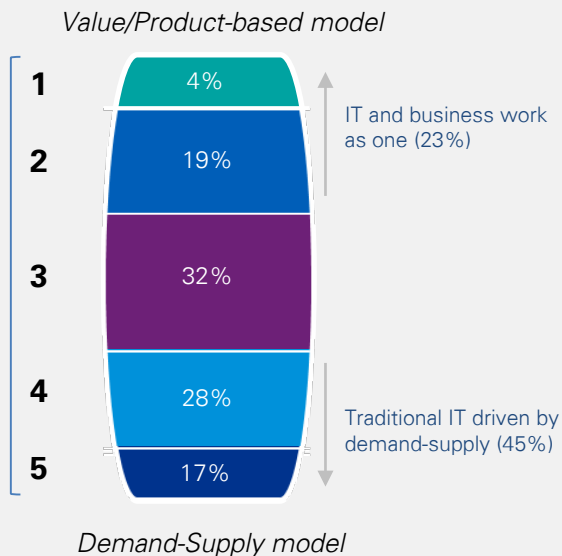 Value/Product-based model
1
4%
IT and business work
as one (23%)
2
19%
3
32%
4
28%
Traditional IT driven by
demand-supply (45%)
5
17%
Demand-Supply model